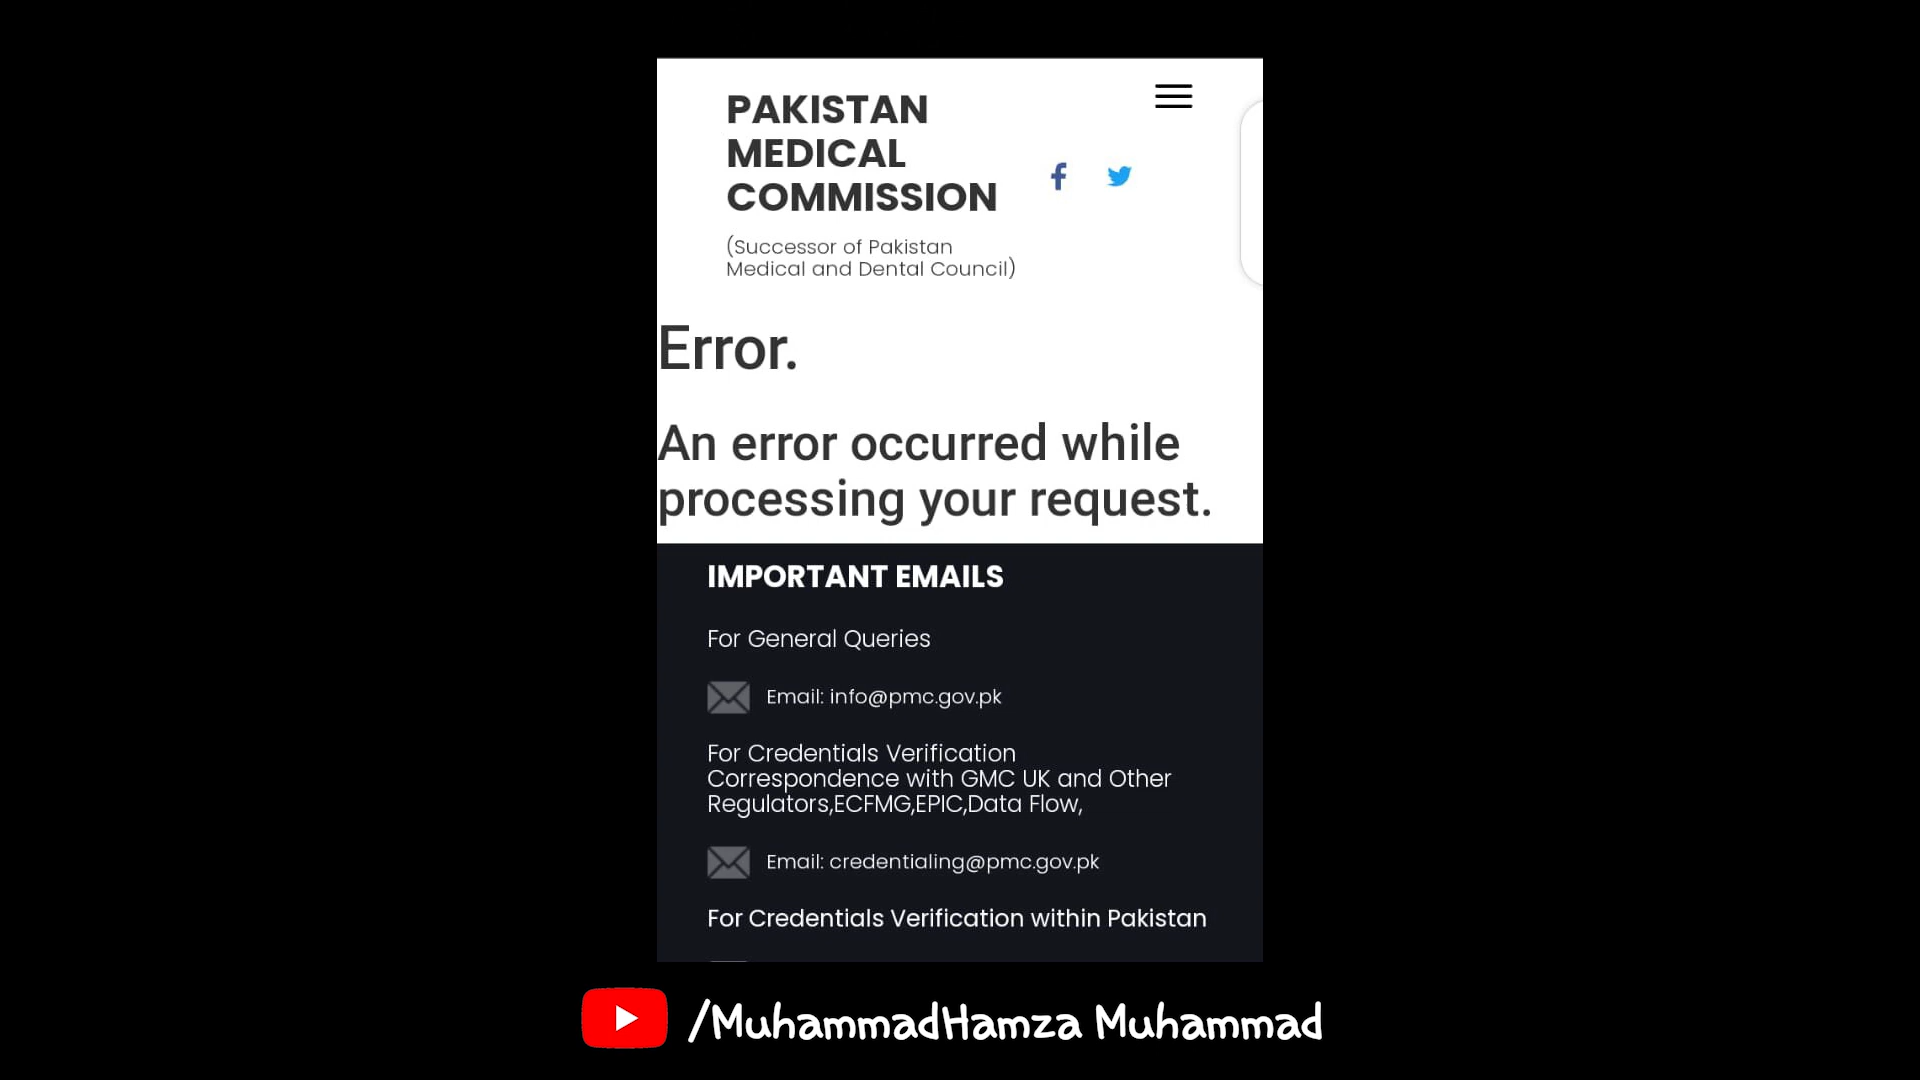 PAKISTAN
MEDICAL
COMMISSION
(Successor of Pakistan
Medical and Dental Council)
Error.
An error occurred while
processing your request.
IMPORTANT EMAILS
For General Queries
Email: info@pmc.gov.pk
For Credentials Verification
Correspondence with GMC UK and Other
Regulators,ECFMG,EPIC,Data Flow,
Email: credentialing@pmc.gov.pk
For Credentials Verification within Pakistan
/MuhammadHamza Muhammad